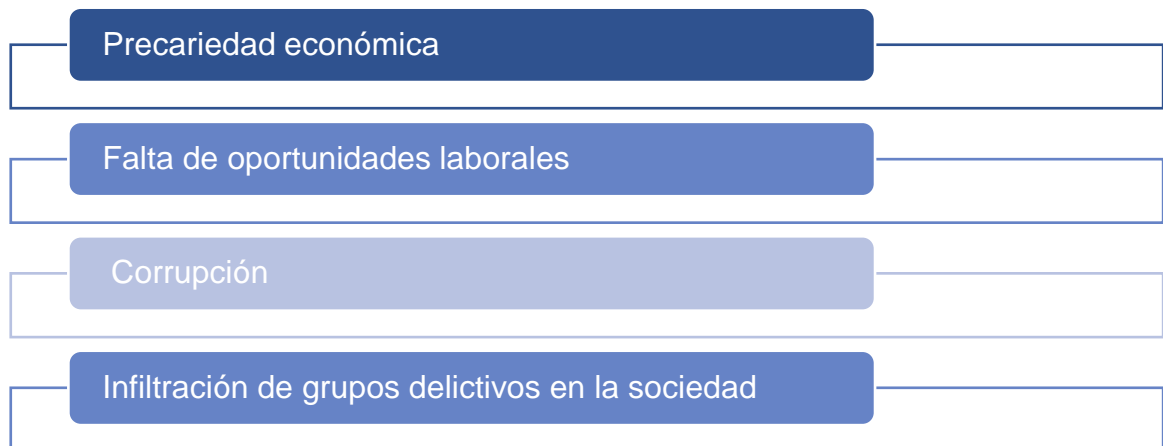 Precariedad económica
Falta de oportunidades laborales
Corrupción
Infiltración de grupos delictivos en la sociedad